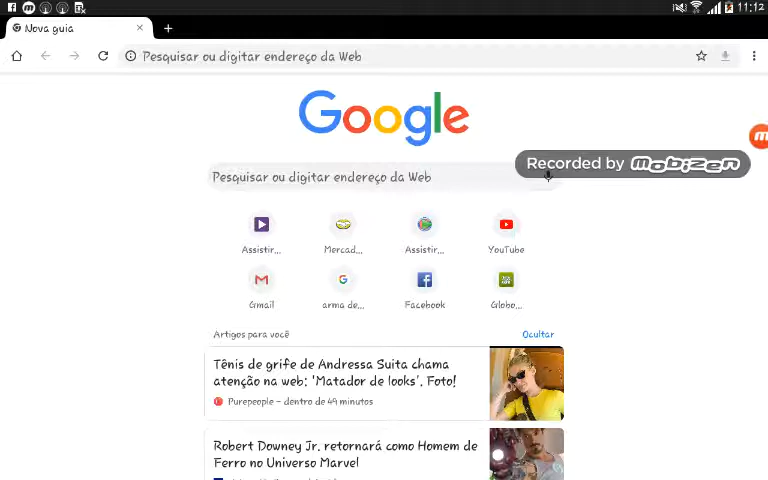 11:12
Nova guia
Pesquisar ou digitar endereço da Web
Google
Recorded by mobizen
Pesquisar ou digitar endereço da Web
Assistir... Mercad... Assistir... YouTube
Gmail arma de... Facebook Globo...
Artigos para você Ocultar
Tênis de grife de Andressa Suita chama
atenção na web: 'Matador de looks'. Foto!
Purepeople – dentro de 49 minutos
Robert Downey Jr. retornará como Homem de
Ferro no Universo Marvel